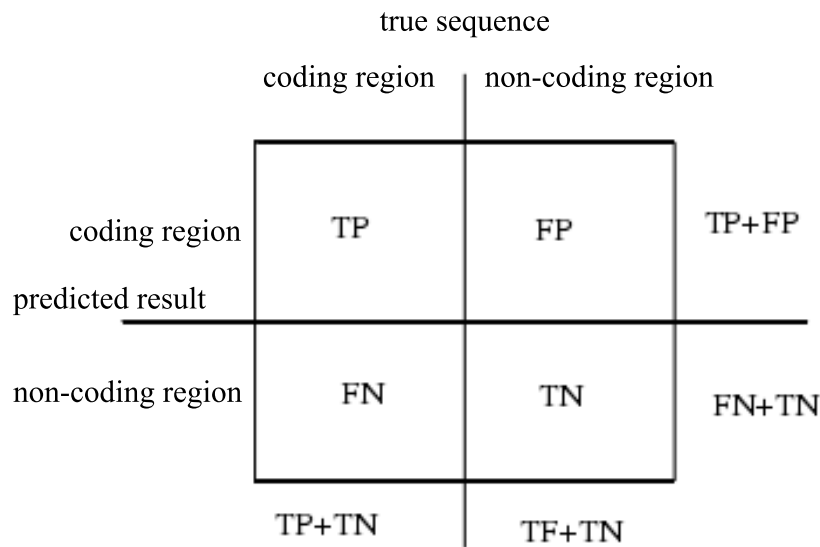 true sequence
coding region non-coding region
coding region TP FP TP+FP
predicted result
non-coding region FN TN FN+TN
TP+TN TF+TN